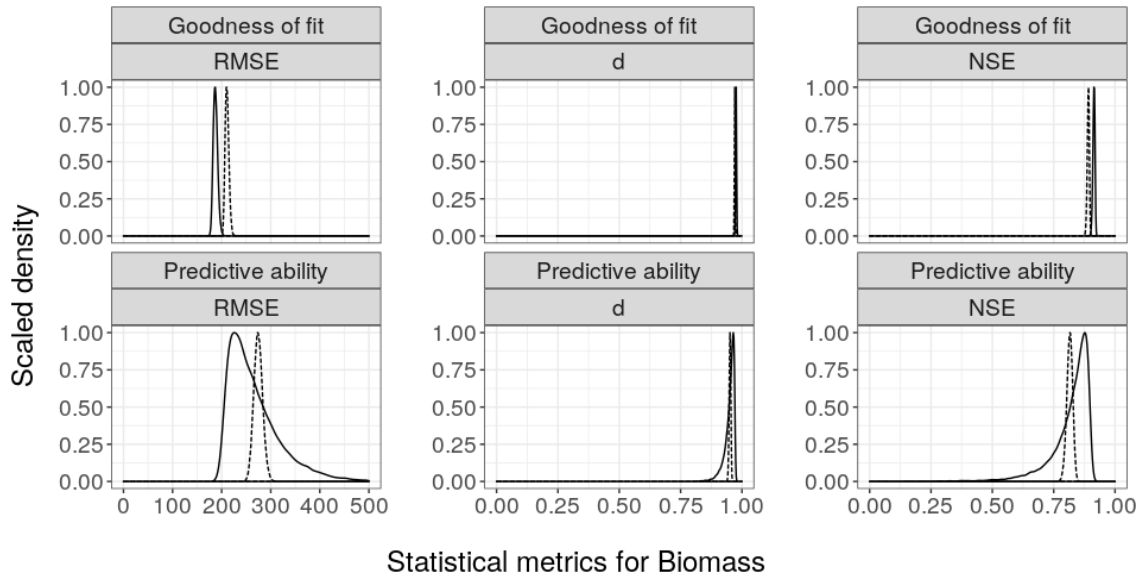 Goodness of fit Goodness of fit Goodness of fit
RMSE d NSE
1.00 1.00 1.00
0.75 0.75 0.75
0.50 0.50 0.50
0.25 0.25 0.25
0.00 0.00 0.00
Scaled density
Predictive ability Predictive ability Predictive ability
RMSE d NSE
1.00 1.00 1.00
0.75 0.75 0.75
0.50 0.50 0.50
0.25 0.25 0.25
0.00 0.00 0.00
0 100 200 300 400 500 0.00 0.25 0.50 0.75 1.00 0.00 0.25 0.50 0.75 1.00
Statistical metrics for Biomass